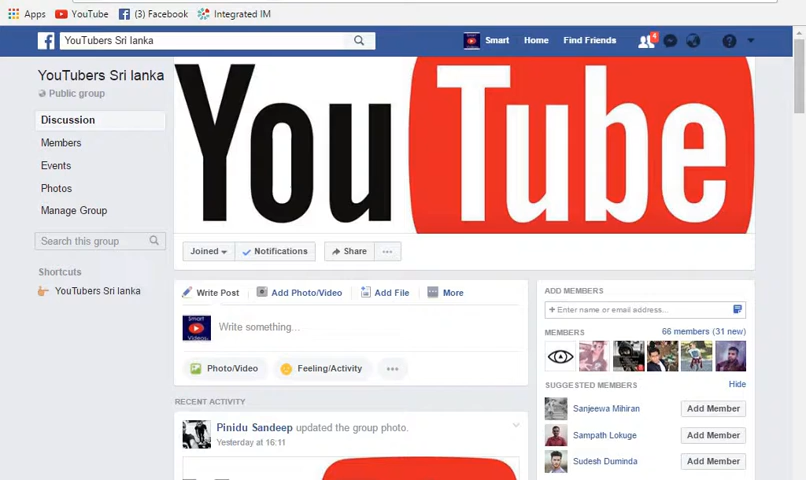 Apps YouTube (3) Facebook Integrated IM
f YouTubers Sri lanka Smart Home Find Friends 4 ?
YouTubers Sri lanka
Public group
Discussion
Members
Events
Photos
Manage Group
Search this group
Shortcuts
YouTubers Sri lanka
YouTube
Joined Notifications Share ...
Write Post Add Photo/Video Add File More
Smart
Videos
Write something...
Photo/Video Feeling/Activity ...
RECENT ACTIVITY
Pinidu Sandeep updated the group photo.
Yesterday at 16:11
ADD MEMBERS
+ Enter name or email address...
MEMBERS 66 members (31 new)
SUGGESTED MEMBERS Hide
Sanjeewa Mihiran Add Member
Sampath Lokuge Add Member
Sudesh Duminda Add Member